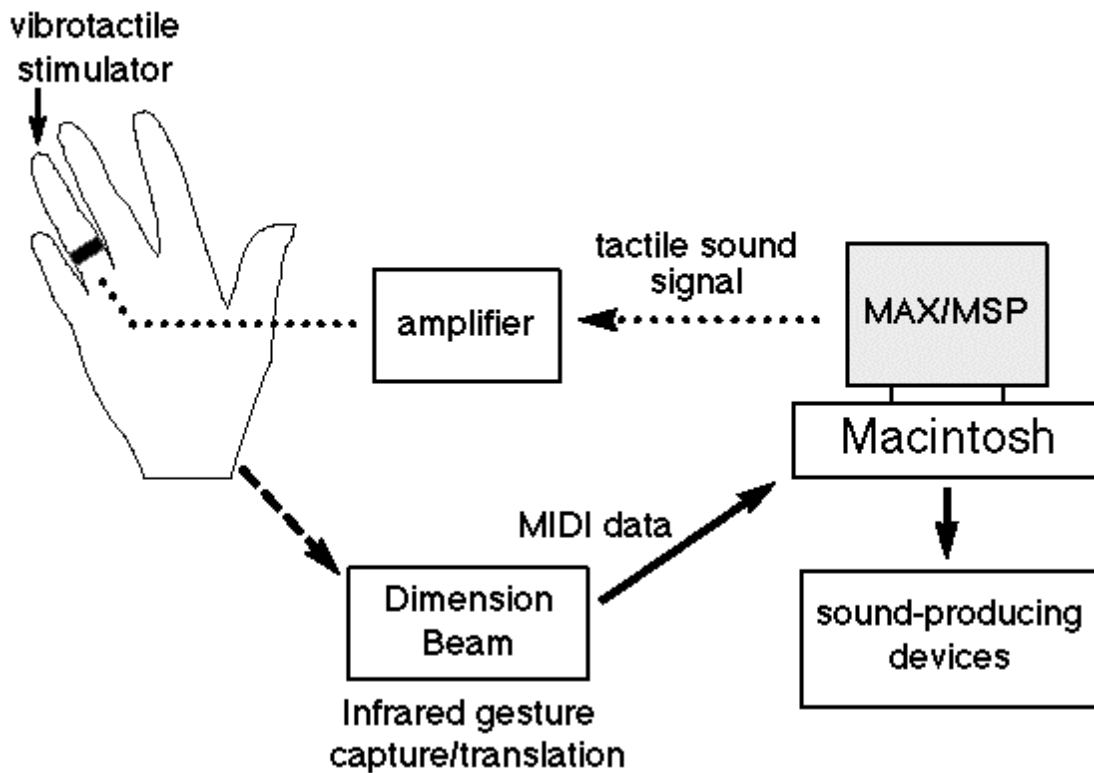 vibrotactile
stimulator
tactile sound
signal
amplifier
MAX/MSP
Macintosh
MIDI data
Dimension
Beam
Infrared gesture
capture/translation
sound-producing
devices